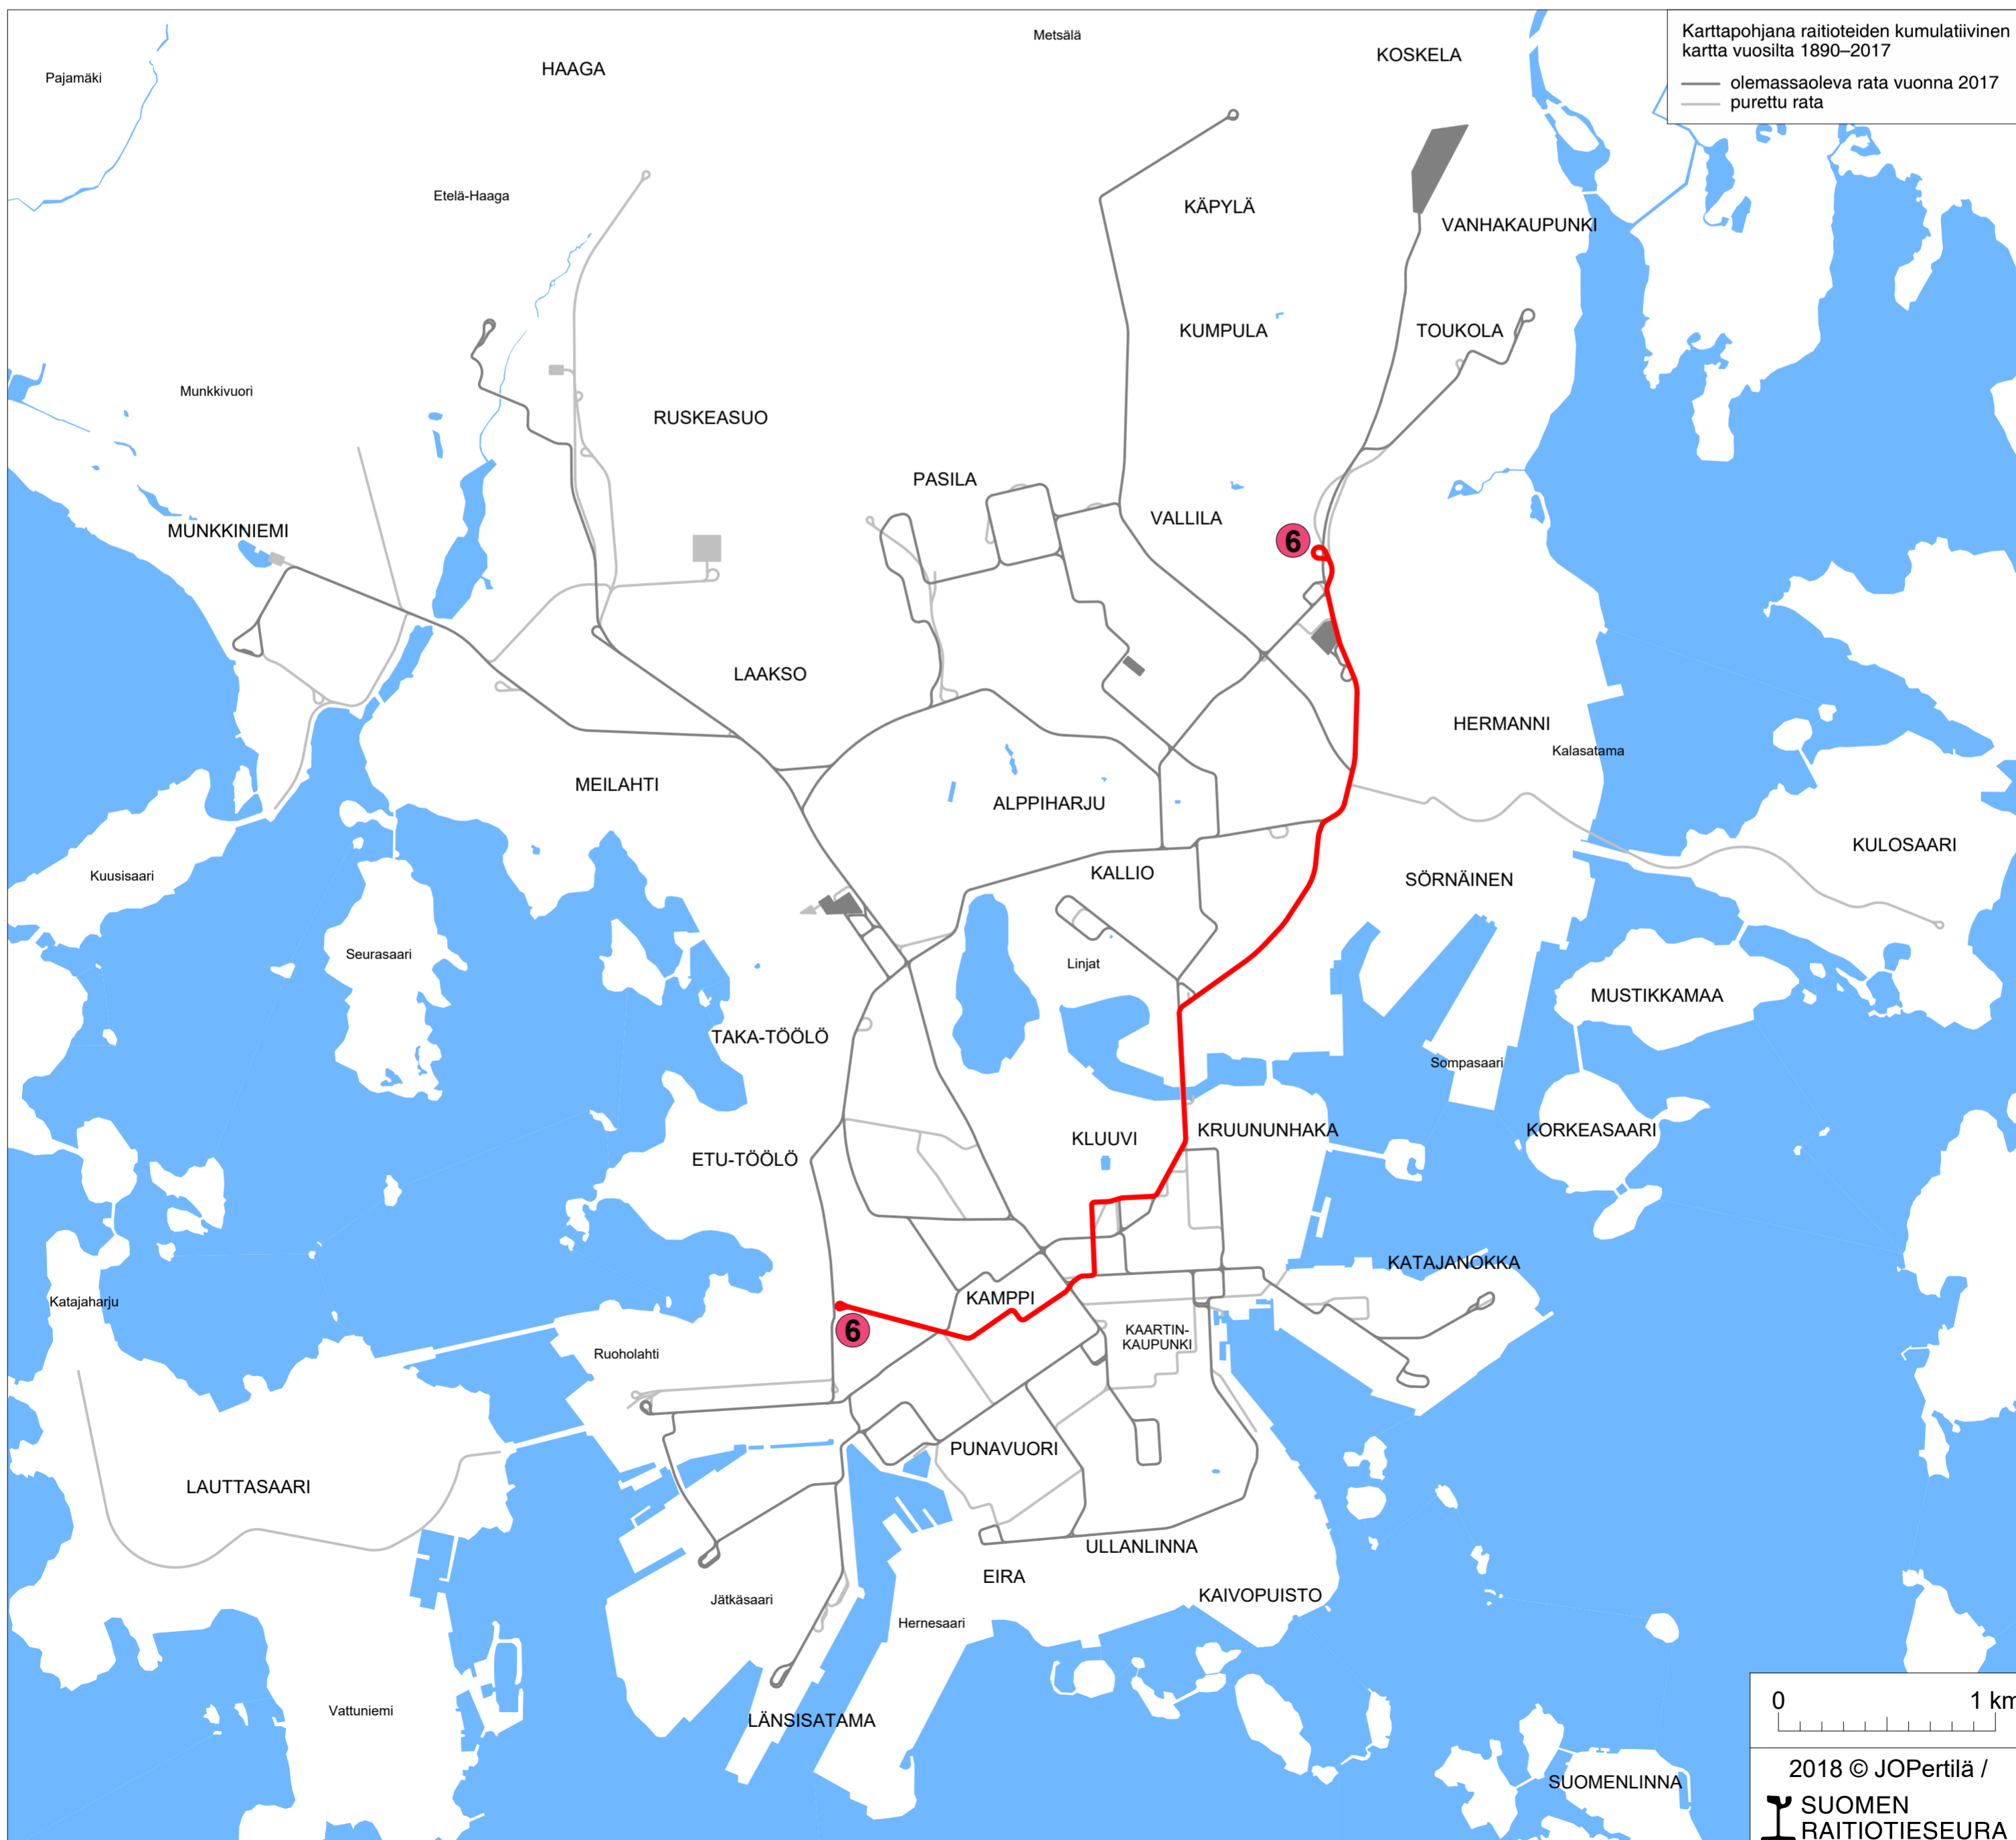 Karttapohjana raitioteiden kumulatiivinen
kartta vuosilta 1890–2017
olemassaoleva rata vuonna 2017
purettu rata
Metsälä
KOSKELA
HAAGA
Pajamäki
Etelä-Haaga
KÄPYLÄ
VANHAKAUPUNKI
KUMPULA
TOUKOLA
Munkkivuori
RUSKEASUO
PASILA
VALLILA
MUNKKINIEMI
6
LAAKSO
HERMANNI
Kalasatama
MEILAHTI
ALPPIHARJU
KULOSAARI
Kuusisaari
KALLIO
SÖRNÄINEN
Seurasaari
Linjat
MUSTIKKAMAA
TAKA-TÖÖLÖ
Sompasaari
KLUUVI
KRUUNUNHAKA
KORKEASAARI
ETU-TÖÖLÖ
KATAJANOKKA
Katajaharju
KAMPPI
6
KAARTIN-
KAUPUNKI
Ruoholahti
PUNAVUORI
LAUTTASAARI
ULLANLINNA
EIRA
KAIVOPUISTO
Jätkäsaari
Hernesaari
Vattuniemi
LÄNSISATAMA
SUOMENLINNA
0 1 km
2018 © JOPertilä /
SUOMEN
RAITIOTIESEURA